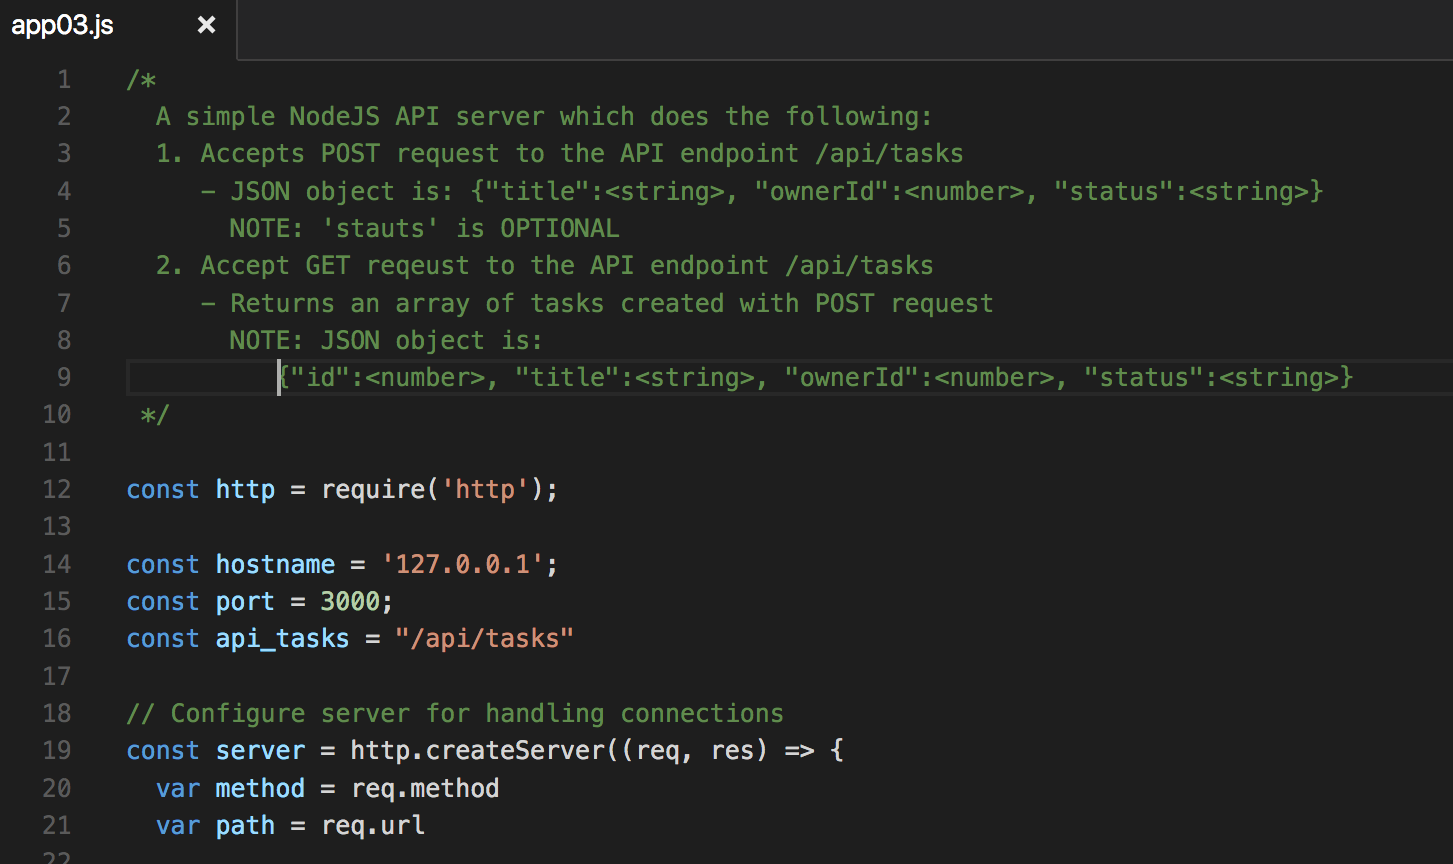 app03.js ×
1 /*
2 A simple NodeJS API server which does the following:
3 1. Accepts POST request to the API endpoint /api/tasks
4 – JSON object is: {"title":<string>, "ownerId":<number>, "status":<string>}
5 NOTE: 'stauts' is OPTIONAL
6 2. Accept GET reqeust to the API endpoint /api/tasks
7 – Returns an array of tasks created with POST request
8 NOTE: JSON object is:
9 {"id":<number>, "title":<string>, "ownerId":<number>, "status":<string>}
10 */
11
12 const http = require('http');
13
14 const hostname = '127.0.0.1';
15 const port = 3000;
16 const api_tasks = "/api/tasks"
17
18 // Configure server for handling connections
19 const server = http.createServer((req, res) => {
20 var method = req.method
21 var path = req.url
22